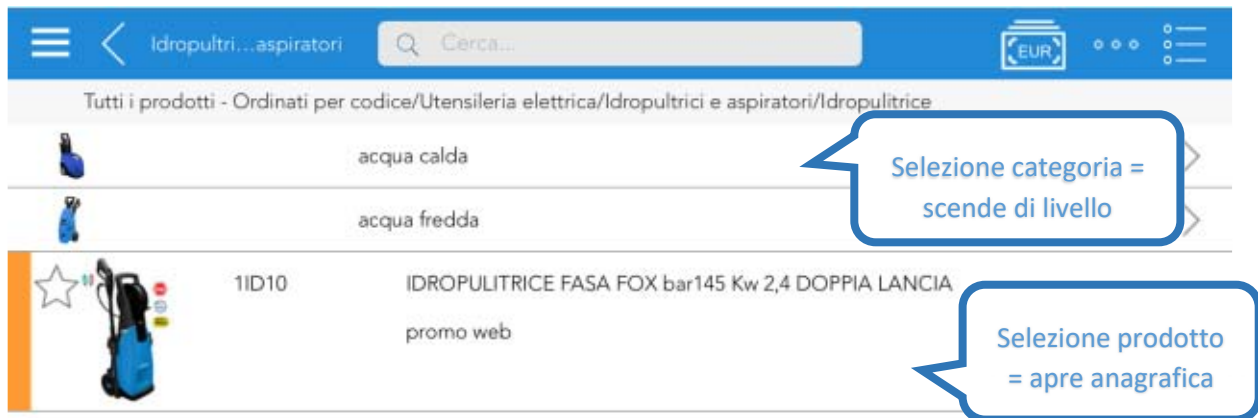 Idropultri...aspiratori
Cerca...
EUR
Tutti i prodotti - Ordinati per codice/Utensileria elettrica/Idropultrici e aspiratori/Idropulitrice
acqua calda
Selezione categoria =
scende di livello
acqua fredda
1ID10
IDROPULITRICE FASA FOX bar145 Kw 2,4 DOPPIA LANCIA
promo web
Selezione prodotto
= apre anagrafica